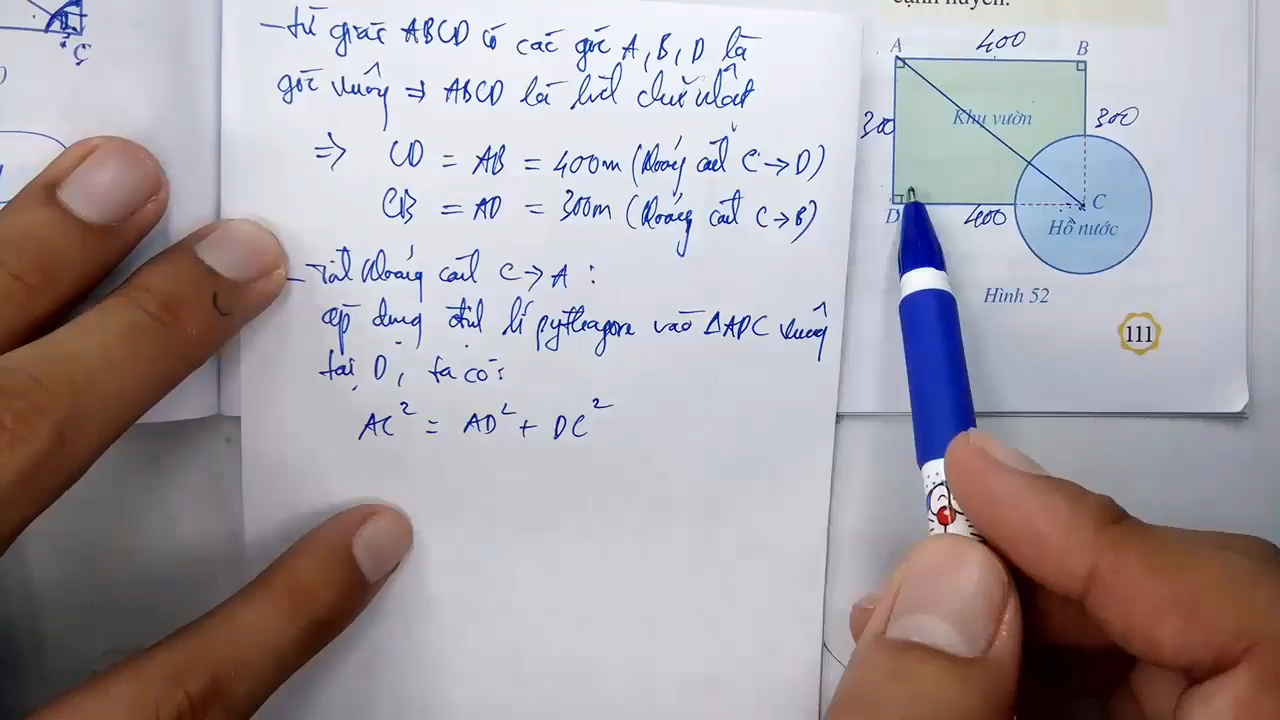 - tứ giác ABCD có các góc A, B, D là
góc vuông ⇒ ABCD là hình chữ nhật
⇒ CD = AB = 400m (khoảng cách C → D)
CB = AD = 300m (khoảng cách C → B)
- Tính khoảng cách C → A :
áp dụng định lí pythagore vào ΔADC vuông
tại D, ta có:
AC² = AD² + DC²
C
cạnh huyền.
A 400 B
300 Khu vườn 300
D 400 C
Hồ nước
Hình 52
111